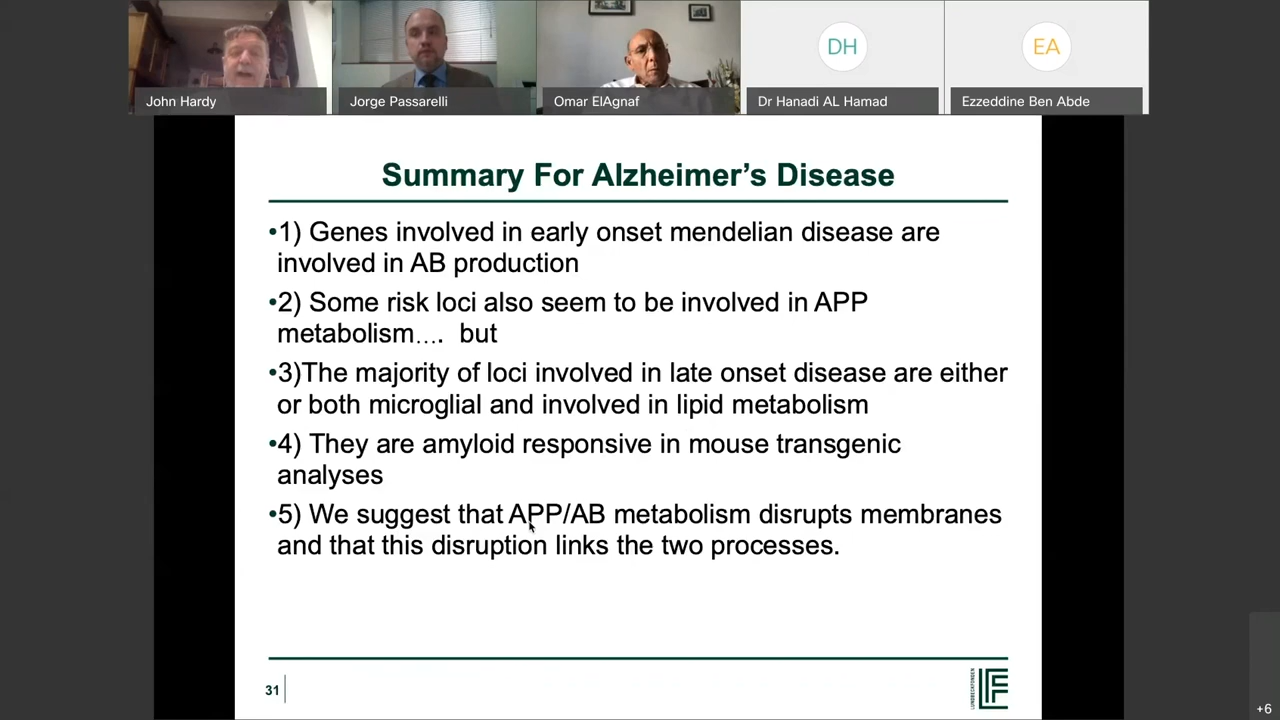 John Hardy
Jorge Passarelli
Omar ElAgnaf
DH
Dr Hanadi AL Hamad
EA
Ezzeddine Ben Abde
Summary For Alzheimer's Disease
•1) Genes involved in early onset mendelian disease are
involved in AB production
•2) Some risk loci also seem to be involved in APP
metabolism…. but
•3)The majority of loci involved in late onset disease are either
or both microglial and involved in lipid metabolism
•4) They are amyloid responsive in mouse transgenic
analyses
•5) We suggest that APP/AB metabolism disrupts membranes
and that this disruption links the two processes.
31
LUNDBECKFONDEN
+6